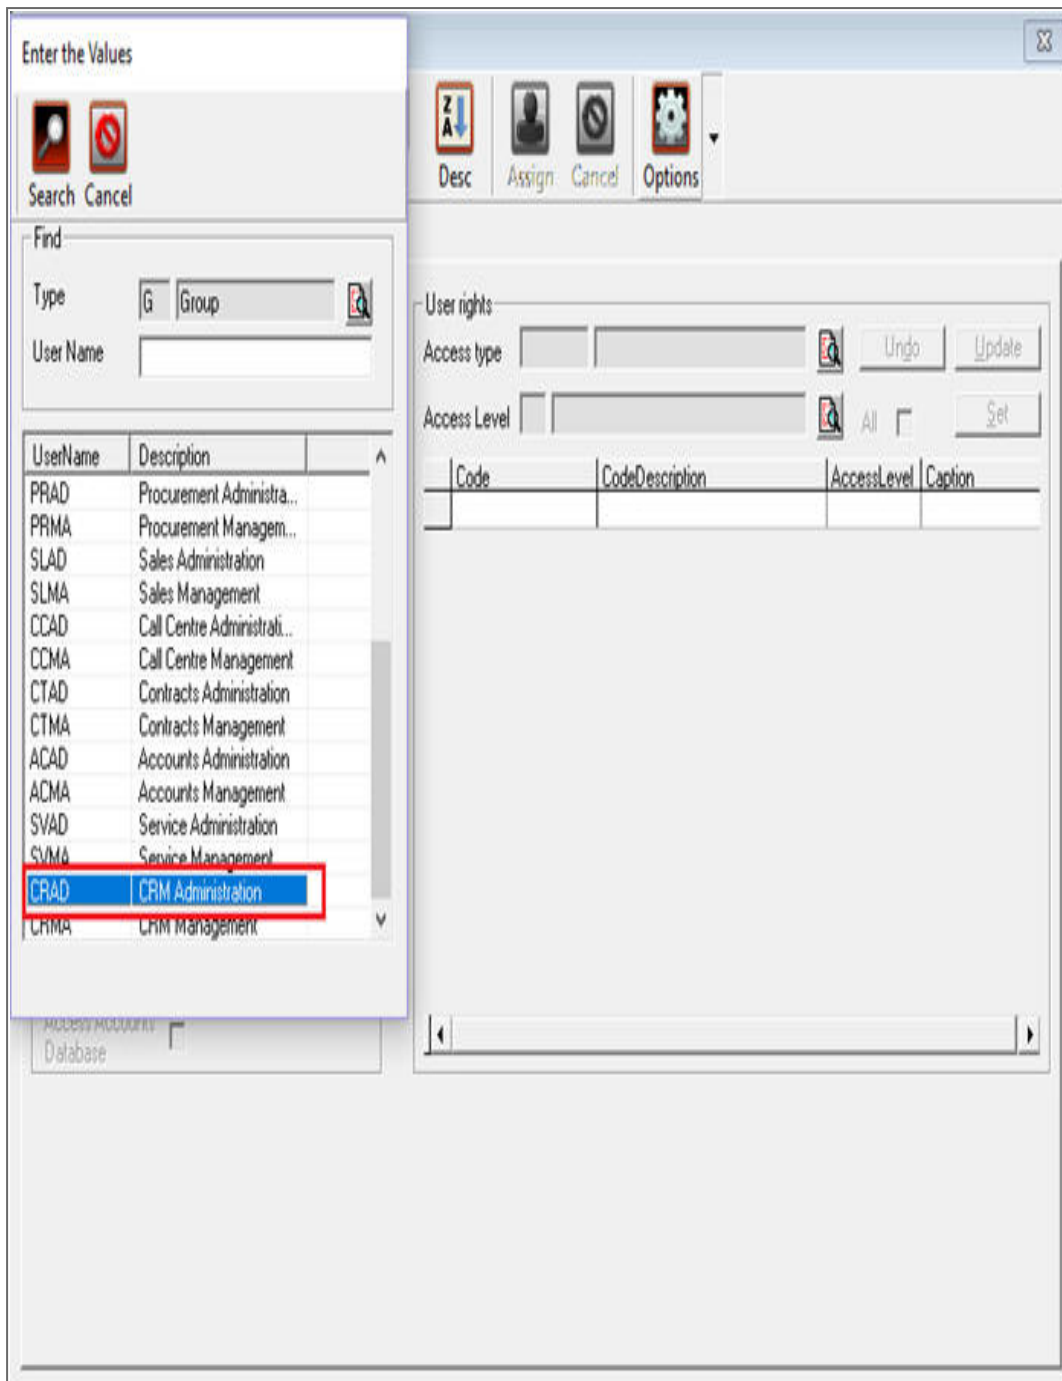 Enter the Values
Search Cancel
Z
A
Desc Assign Cancel Options
Find
Type G Group
User Name
UserName Description
PRAD Procurement Administra...
PRMA Procurement Managem...
SLAD Sales Administration
SLMA Sales Management
CCAD Call Centre Administrati...
CCMA Call Centre Management
CTAD Contracts Administration
CTMA Contracts Management
ACAD Accounts Administration
ACMA Accounts Management
SVAD Service Administration
SVMA Service Management
CRAD CRM Administration
CRMA CRM Management
Access Accounts
Database
User rights
Access type Undo Update
Access Level All Set
Code CodeDescription AccessLevel Caption